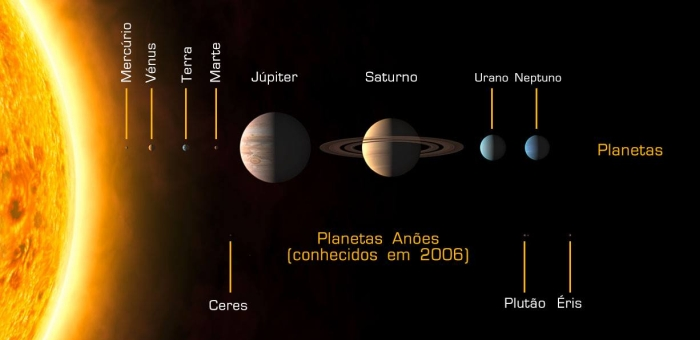 Mercúrio
Vénus
Terra
Marte
Júpiter
Saturno
Urano
Neptuno
Planetas
Planetas Anões
(conhecidos em 2006)
Ceres
Plutão
Éris